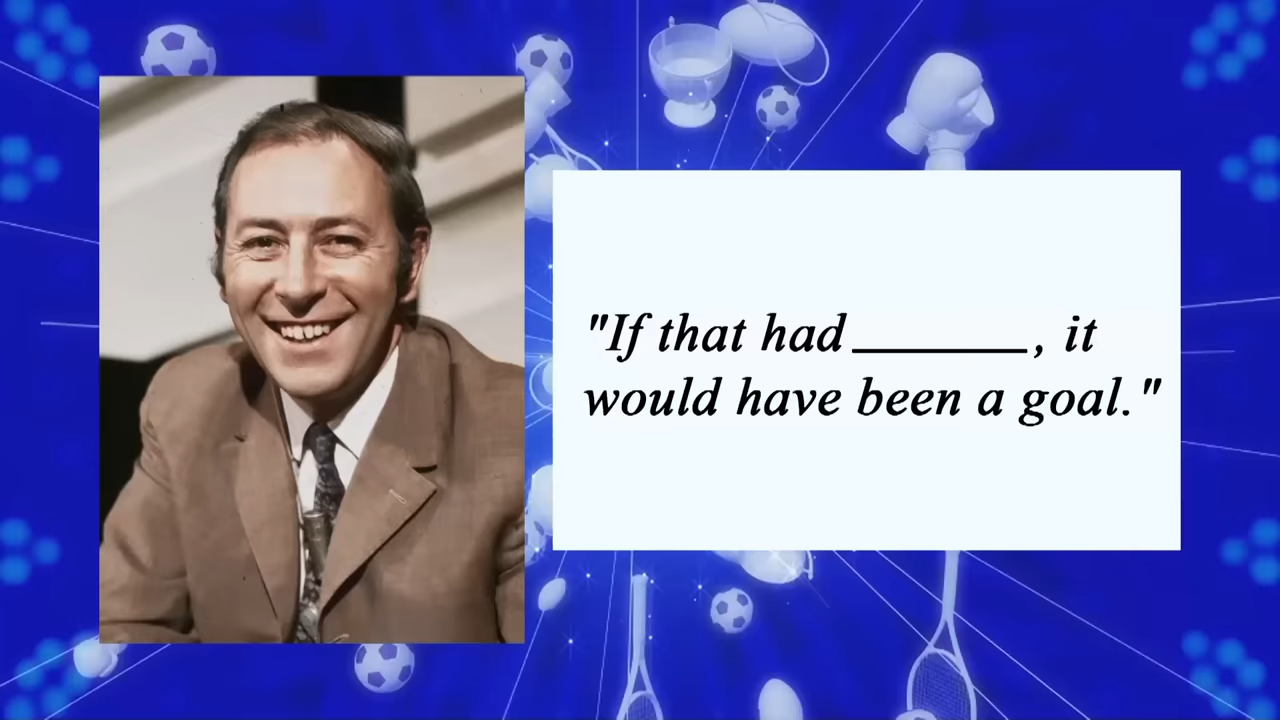 "If that had ______, it
would have been a goal."